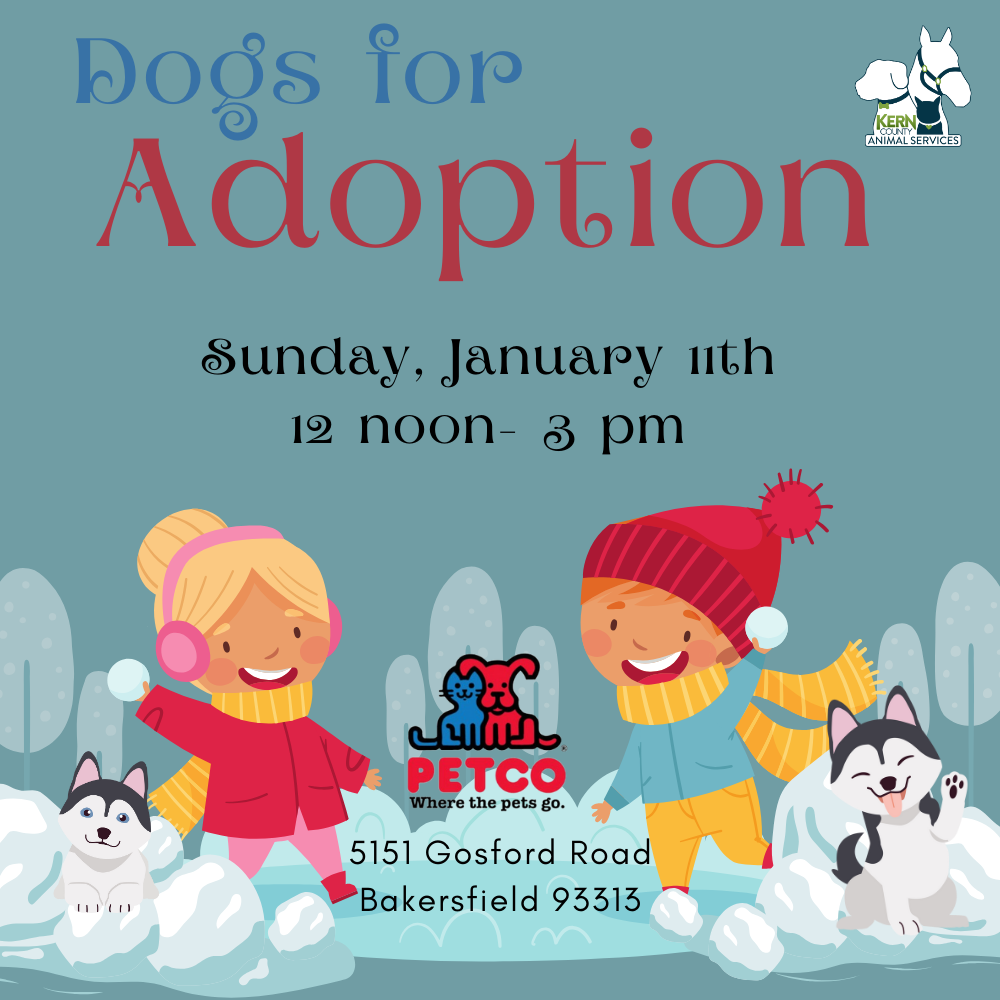 Dogs for
Adoption
KERN
COUNTY
ANIMAL SERVICES
Sunday, January 11th
12 noon- 3 pm
PETCO
Where the pets go.
5151 Gosford Road
Bakersfield 93313